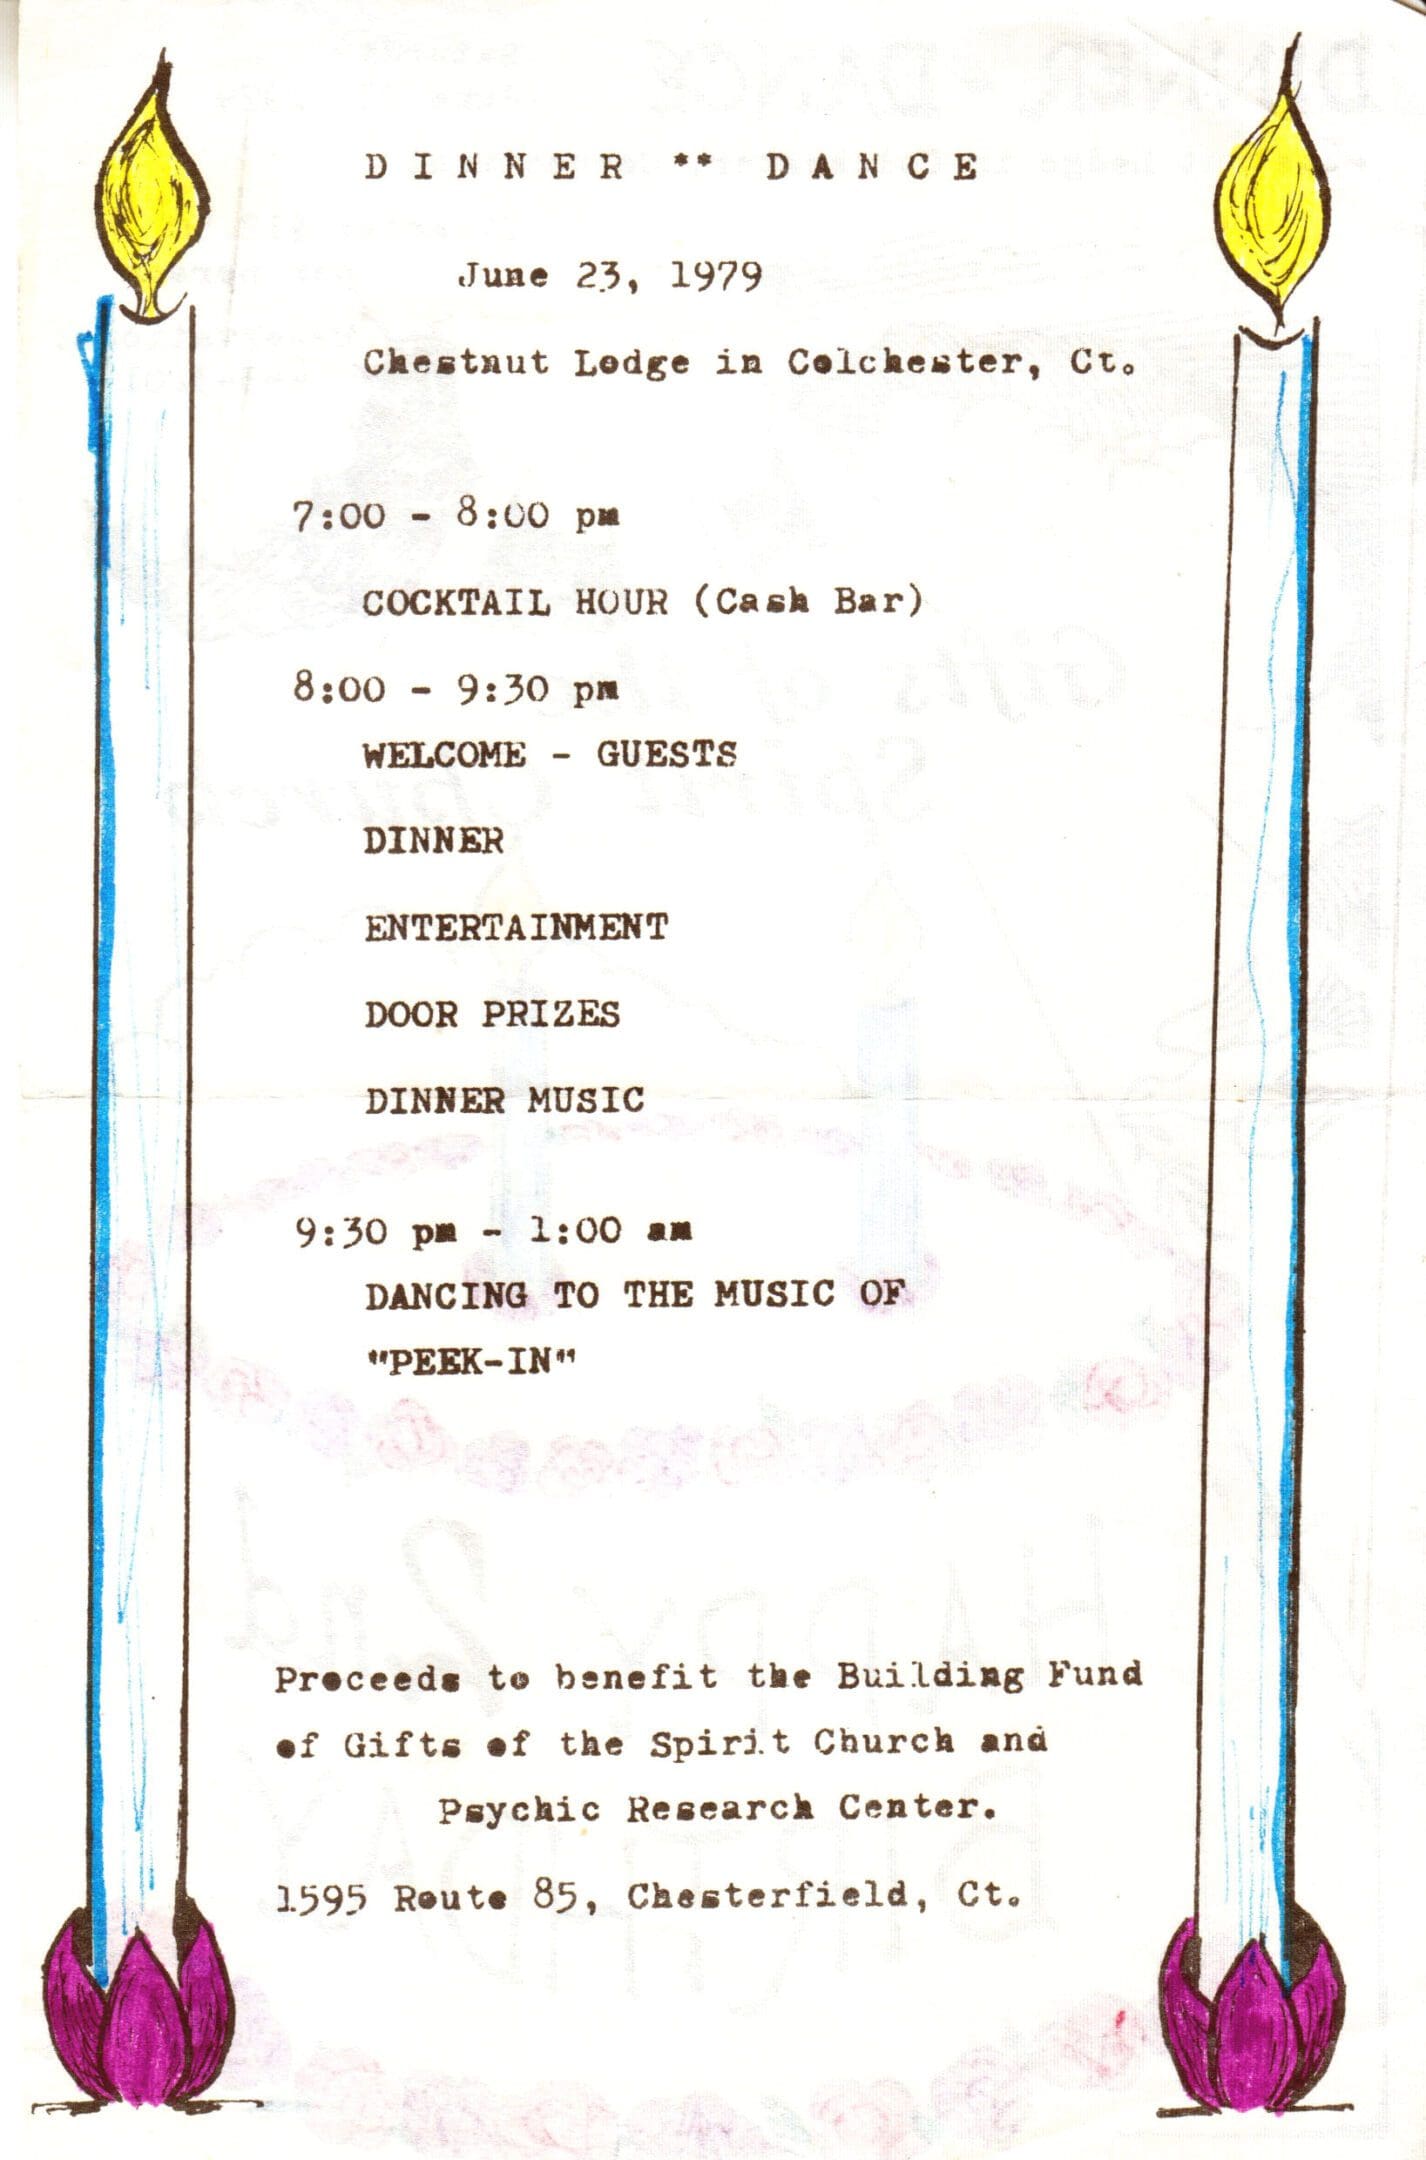 DINNER ** DANCE
June 23, 1979
Chestnut Lodge in Colchester, Ct.
7:00 - 8:00 pm
COCKTAIL HOUR (Cash Bar)
8:00 - 9:30 pm
WELCOME - GUESTS
DINNER
ENTERTAINMENT
DOOR PRIZES
DINNER MUSIC
9:30 pm - 1:00 am
DANCING TO THE MUSIC OF
"PEEK-IN"
Proceeds to benefit the Building Fund
of Gifts of the Spirit Church and
Psychic Research Center.
1595 Route 85, Chesterfield, Ct.